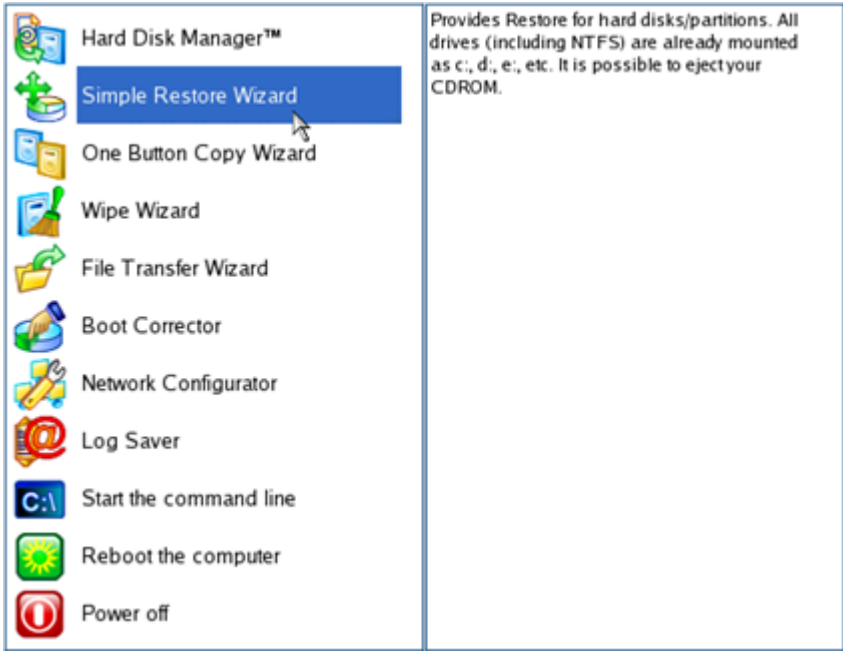 Hard Disk Manager™
Simple Restore Wizard
One Button Copy Wizard
Wipe Wizard
File Transfer Wizard
Boot Corrector
Network Configurator
Log Saver
C:\
Start the command line
Reboot the computer
Power off
Provides Restore for hard disks/partitions. All
drives (including NTFS) are already mounted
as c:, d:, e:, etc. It is possible to eject your
CDROM.